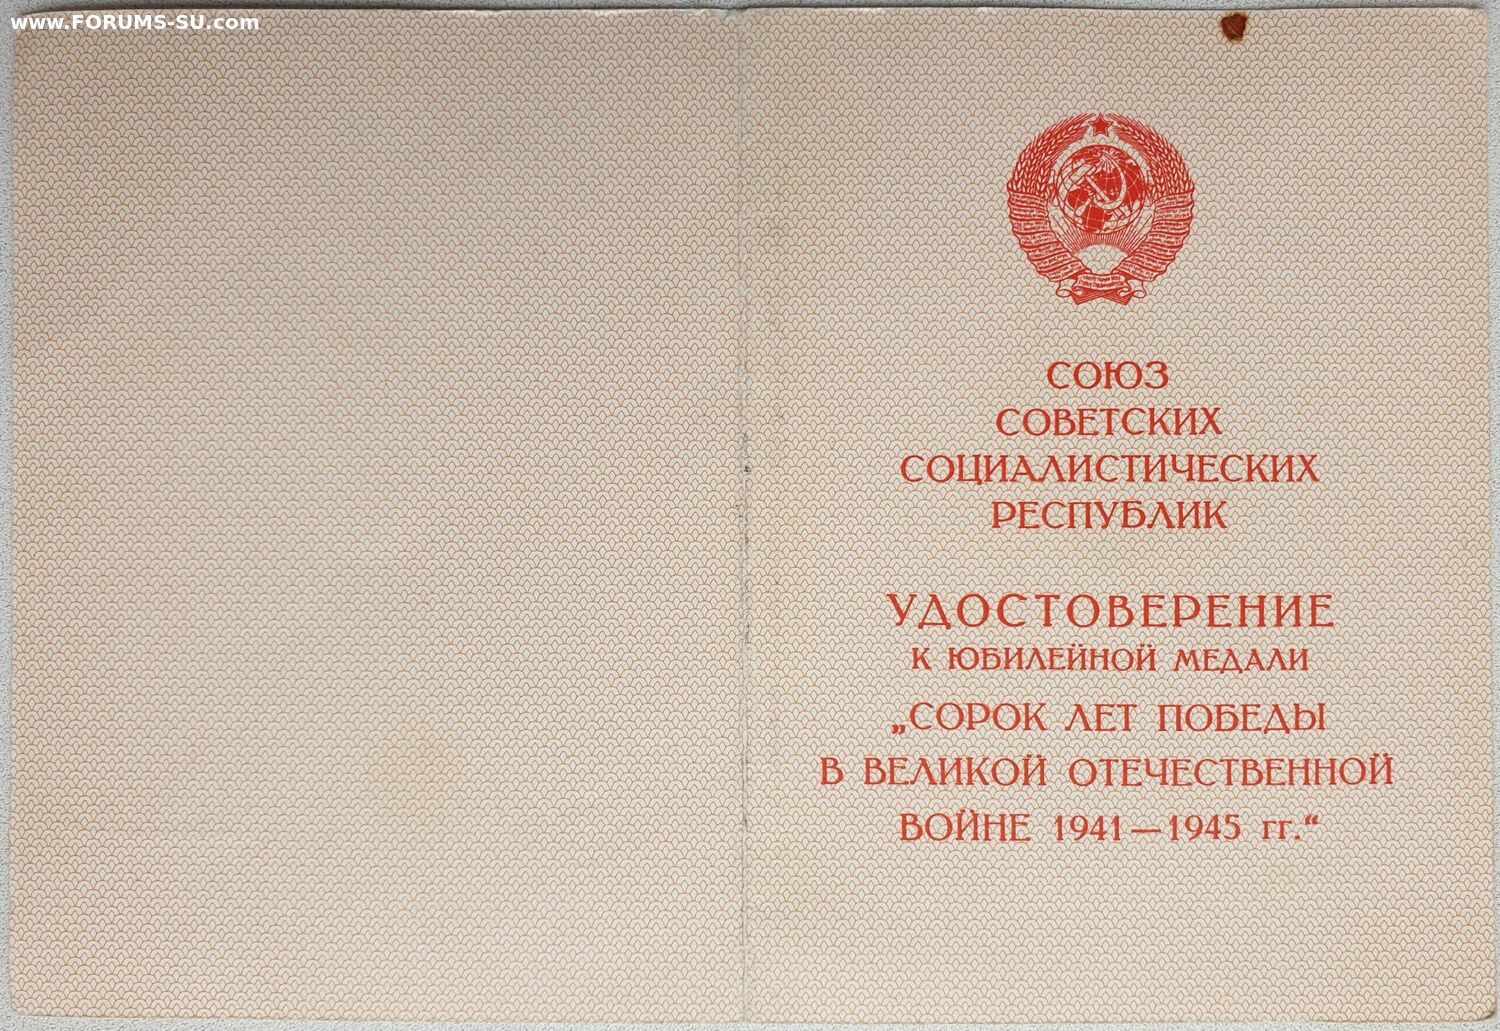 www.FORUMS-SU.com
СОЮЗ
СОВЕТСКИХ
СОЦИАЛИСТИЧЕСКИХ
РЕСПУБЛИК
УДОСТОВЕРЕНИЕ
К ЮБИЛЕЙНОЙ МЕДАЛИ
„СОРОК ЛЕТ ПОБЕДЫ
В ВЕЛИКОЙ ОТЕЧЕСТВЕННОЙ
ВОЙНЕ 1941—1945 гг.“